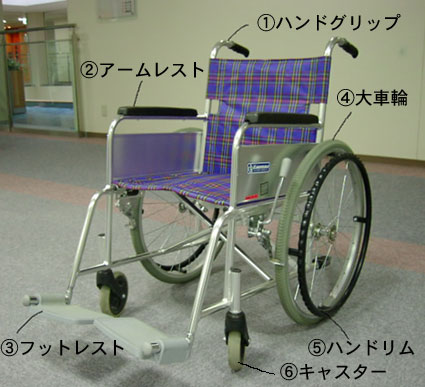 ①ハンドグリップ
②アームレスト
④大車輪
③フットレスト
⑤ハンドリム
⑥キャスター